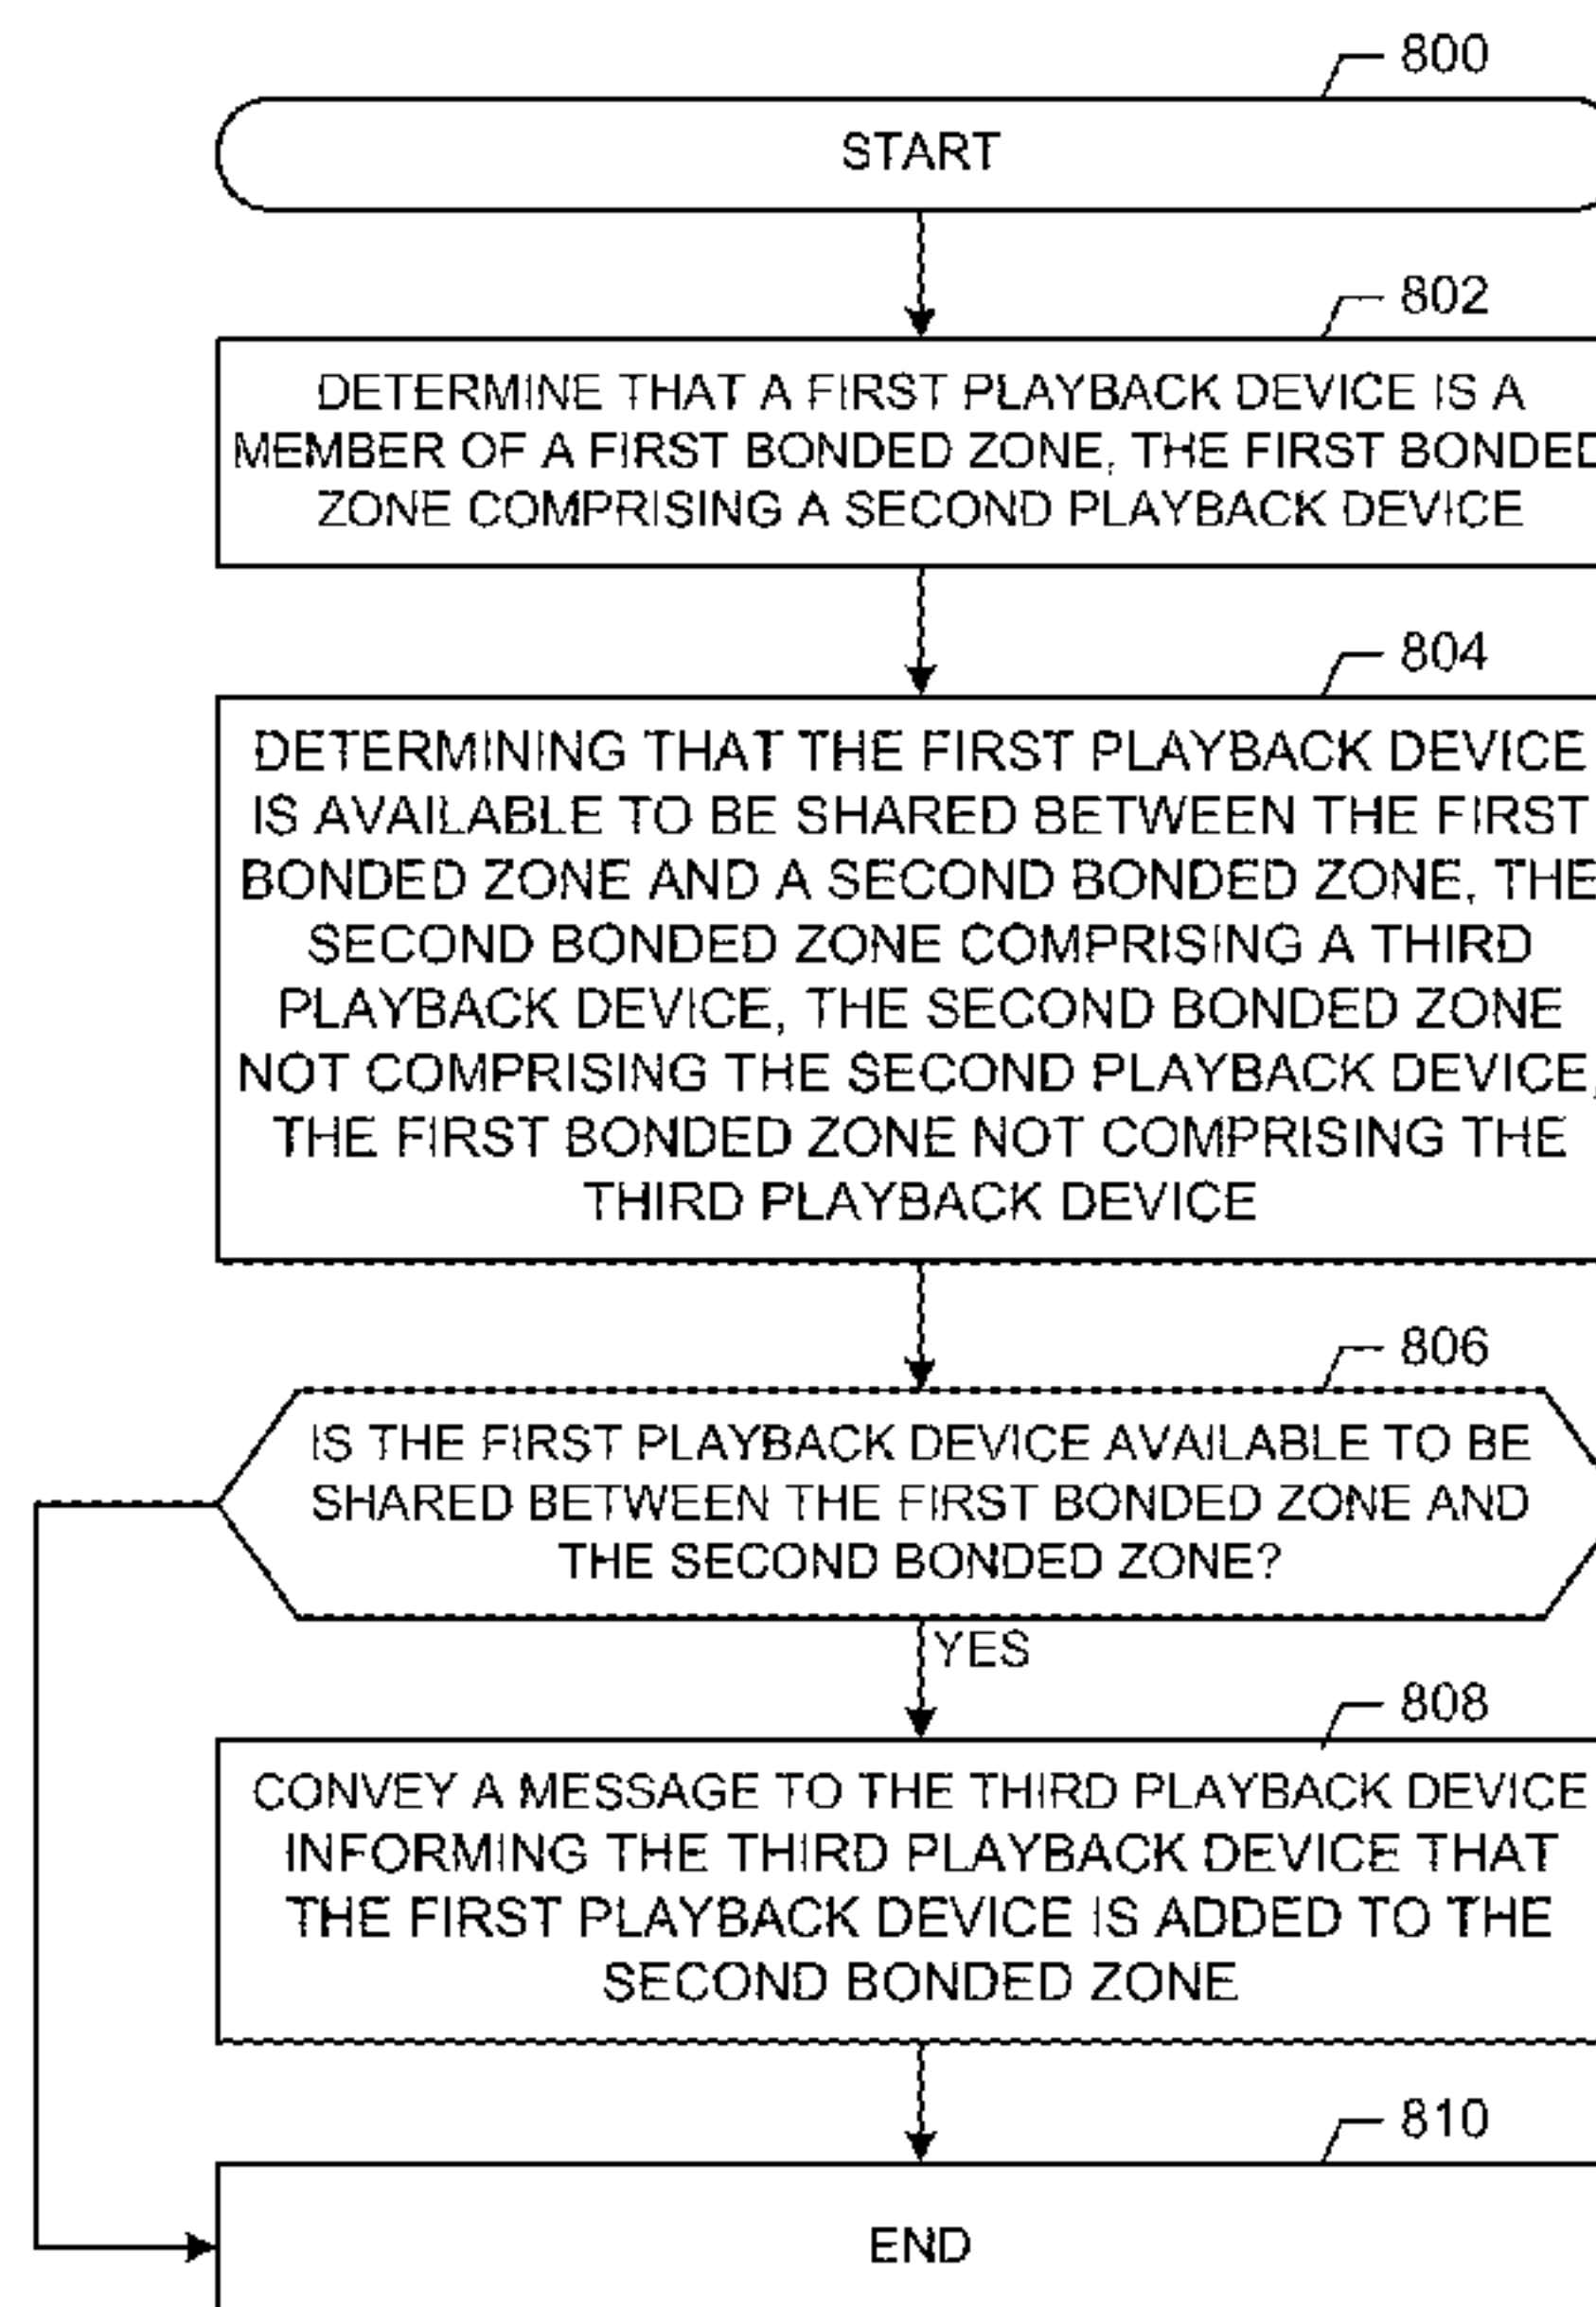 800
START
802
DETERMINE THAT A FIRST PLAYBACK DEVICE IS A
MEMBER OF A FIRST BONDED ZONE, THE FIRST BONDED
ZONE COMPRISING A SECOND PLAYBACK DEVICE
804
DETERMINING THAT THE FIRST PLAYBACK DEVICE
IS AVAILABLE TO BE SHARED BETWEEN THE FIRST
BONDED ZONE AND A SECOND BONDED ZONE, THE
SECOND BONDED ZONE COMPRISING A THIRD
PLAYBACK DEVICE, THE SECOND BONDED ZONE
NOT COMPRISING THE SECOND PLAYBACK DEVICE,
THE FIRST BONDED ZONE NOT COMPRISING THE
THIRD PLAYBACK DEVICE
806
IS THE FIRST PLAYBACK DEVICE AVAILABLE TO BE
SHARED BETWEEN THE FIRST BONDED ZONE AND
THE SECOND BONDED ZONE?
YES
808
CONVEY A MESSAGE TO THE THIRD PLAYBACK DEVICE
INFORMING THE THIRD PLAYBACK DEVICE THAT
THE FIRST PLAYBACK DEVICE IS ADDED TO THE
SECOND BONDED ZONE
810
END